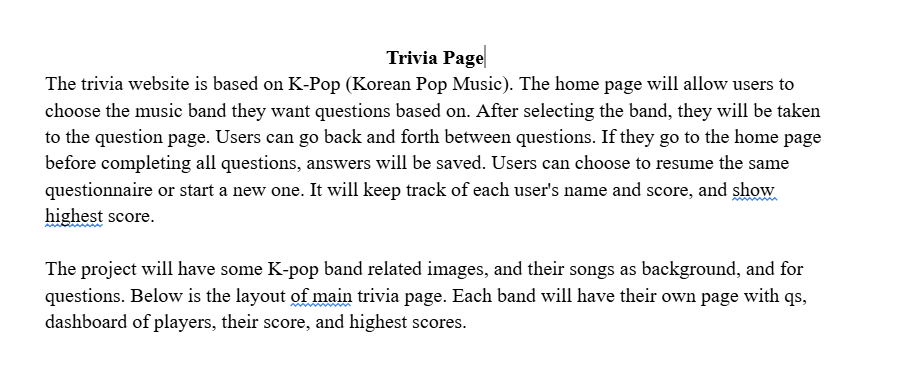 Trivia Page
The trivia website is based on K-Pop (Korean Pop Music). The home page will allow users to
choose the music band they want questions based on. After selecting the band, they will be taken
to the question page. Users can go back and forth between questions. If they go to the home page
before completing all questions, answers will be saved. Users can choose to resume the same
questionnaire or start a new one. It will keep track of each user's name and score, and show
highest score.
The project will have some K-pop band related images, and their songs as background, and for
questions. Below is the layout of main trivia page. Each band will have their own page with qs,
dashboard of players, their score, and highest scores.